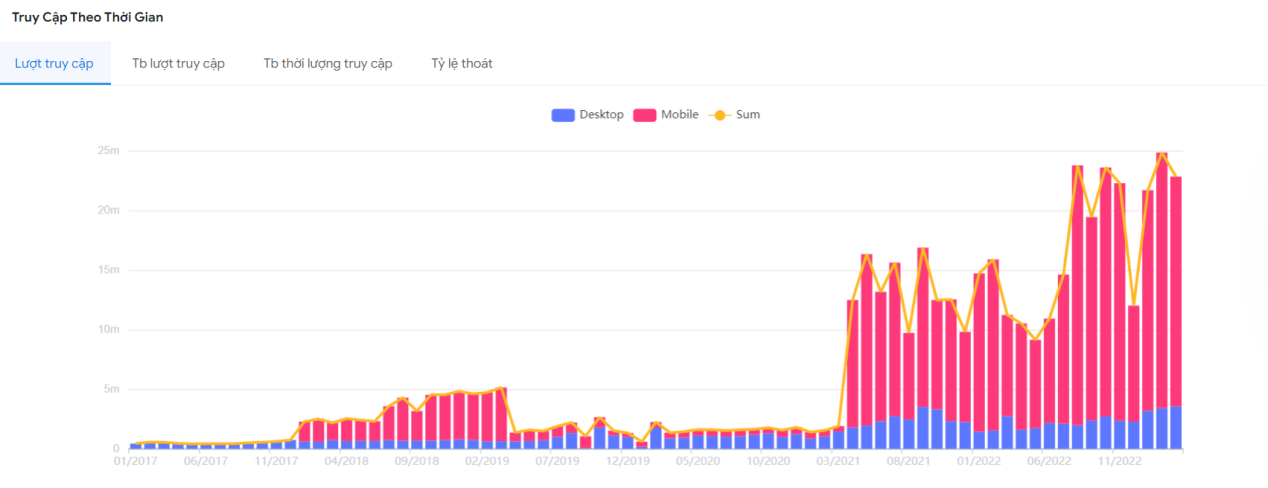 Truy Cập Theo Thời Gian
Lượt truy cập Tb lượt truy cập Tb thời lượng truy cập Tỷ lệ thoát
Desktop Mobile Sum
25m
20m
15m
10m
5m
0
01/2017 06/2017 11/2017 04/2018 09/2018 02/2019 07/2019 12/2019 05/2020 10/2020 03/2021 08/2021 01/2022 06/2022 11/2022